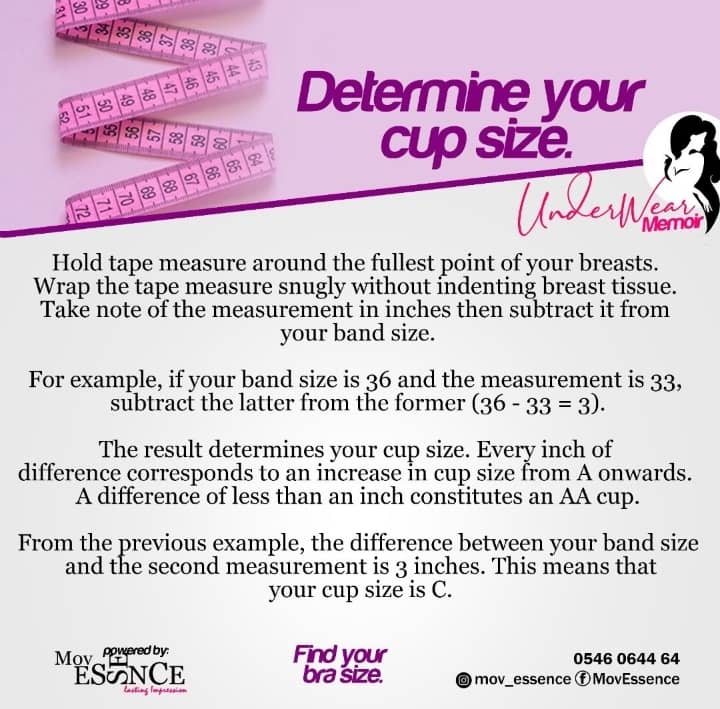 Determine your
cup size.
UnderWear
Memoir
Hold tape measure around the fullest point of your breasts.
Wrap the tape measure snugly without indenting breast tissue.
Take note of the measurement in inches then subtract it from
your band size.
For example, if your band size is 36 and the measurement is 33,
subtract the latter from the former (36 - 33 = 3).
The result determines your cup size. Every inch of
difference corresponds to an increase in cup size from A onwards.
A difference of less than an inch constitutes an AA cup.
From the previous example, the difference between your band size
and the second measurement is 3 inches. This means that
your cup size is C.
powered by:
Mov
ESSENCE
Lasting Impression
Find your
bra size.
0546 0644 64
mov_essence MovEssence